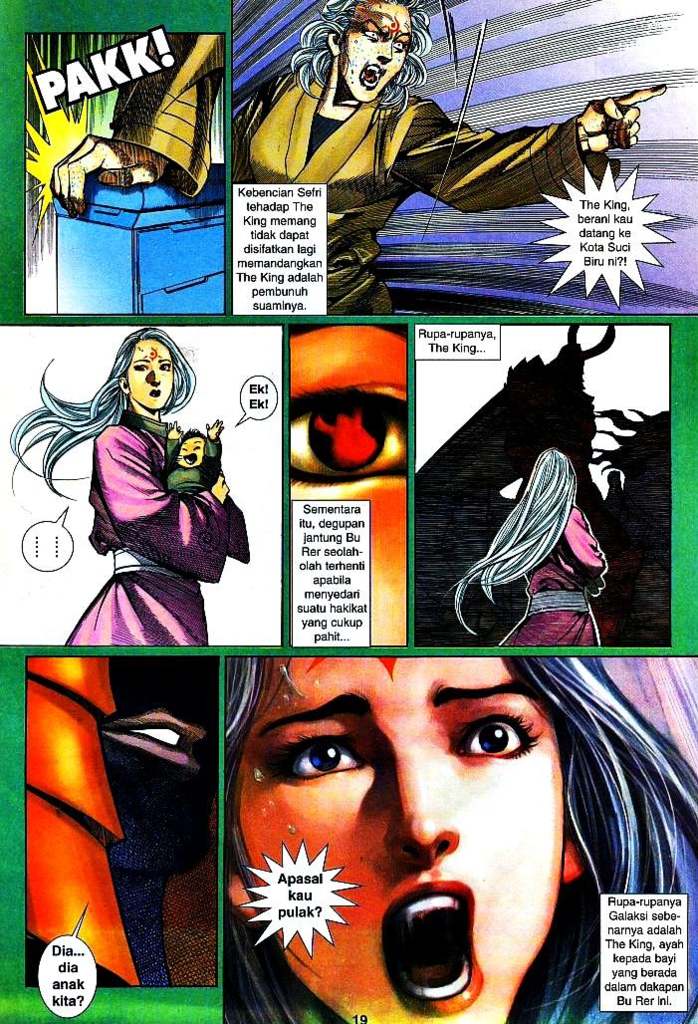 PAKK!
Kebencian Sefri
tehadap The
King memang
tidak dapat
disifatkan lagi
memandangkan
The King adalah
pembunuh
suaminya.
The King,
berani kau
datang ke
Kota Suci
Biru ni?!
Ek!
Ek!
Sementara
itu, degupan
jantung Bu
Rer seolah-
olah terhenti
apabila
menyedari
suatu hakikat
yang cukup
pahit...
Rupa-rupanya,
The King...
Dia...
dia
anak
kita?
Apasal
kau
pulak?
Rupa-rupanya
Galaksi sebe-
narnya adalah
The King, ayah
kepada bayi
yang berada
dalam dakapan
Bu Rer ini.
19